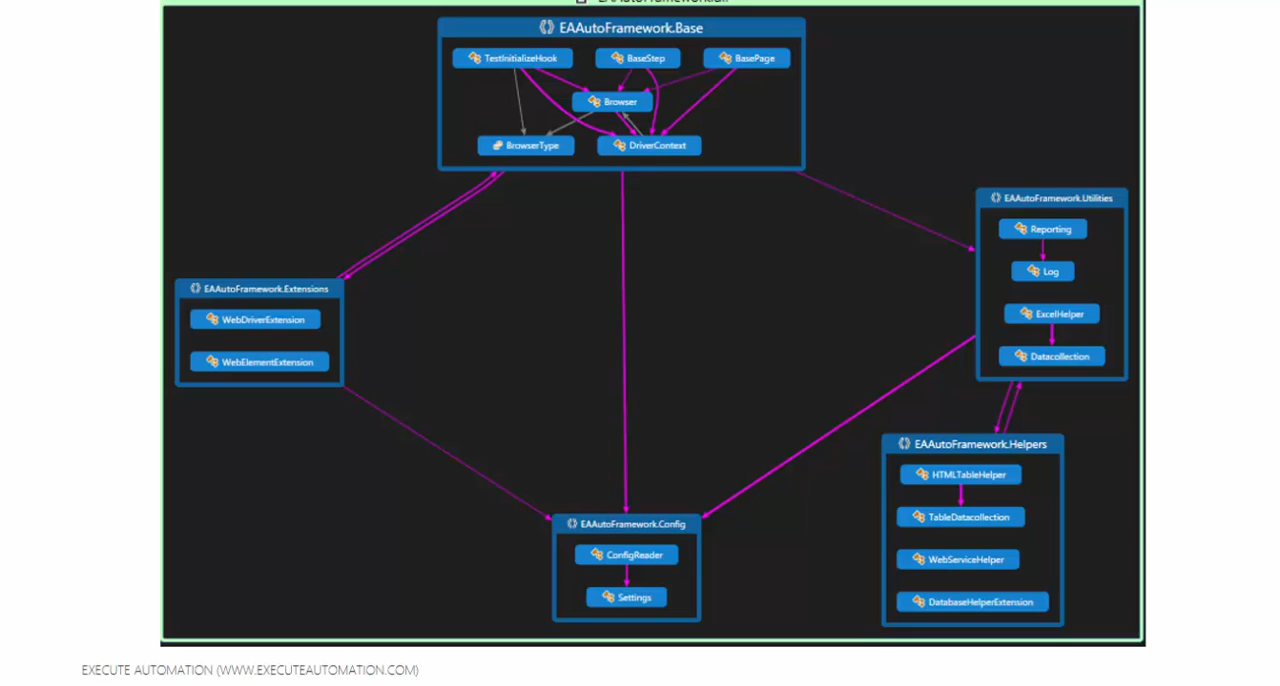 EAAutoFramework.Base
TestInitializeHook
BaseStep
BasePage
Browser
BrowserType
DriverContext
EAAutoFramework.Utilities
Reporting
Log
ExcelHelper
Datacollection
EAAutoFramework.Extensions
WebDriverExtension
WebElementExtension
EAAutoFramework.Helpers
HTMLTableHelper
TableDatacollection
WebServiceHelper
DatabaseHelperExtension
EAAutoFramework.Config
ConfigReader
Settings
EXECUTE AUTOMATION (WWW.EXECUTEAUTOMATION.COM)